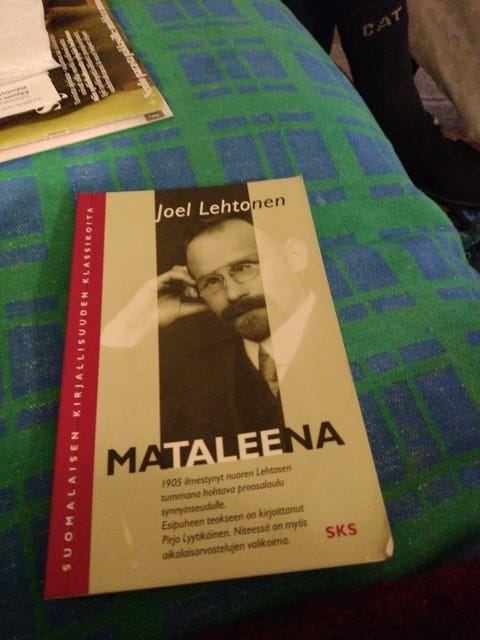 CAT
Joel Lehtonen
MATALEENA
1905 ilmestynyt nuoren Lehtosen
tummana hohtava proosalaulu
synnyinseudulle.
Esipuheen teokseen on kirjoittanut
Pirjo Lyytikäinen. Niteessä on myös
aikalaisarvostelujen valikoima.
SKS
SUOMALAISEN KIRJALLISUUDEN KLASSIKOITA